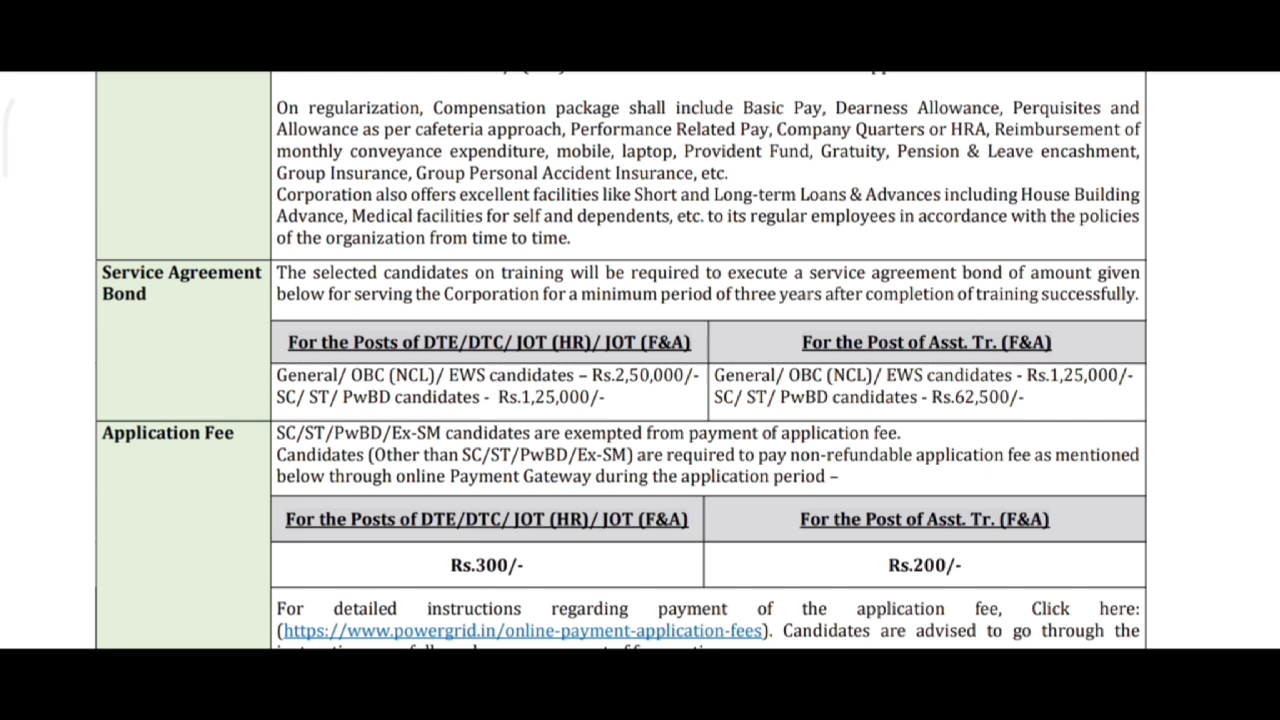 On regularization, Compensation package shall include Basic Pay, Dearness Allowance, Perquisites and
Allowance as per cafeteria approach, Performance Related Pay, Company Quarters or HRA, Reimbursement of
monthly conveyance expenditure, mobile, laptop, Provident Fund, Gratuity, Pension & Leave encashment,
Group Insurance, Group Personal Accident Insurance, etc.
Corporation also offers excellent facilities like Short and Long-term Loans & Advances including House Building
Advance, Medical facilities for self and dependents, etc. to its regular employees in accordance with the policies
of the organization from time to time.
Service Agreement
Bond
The selected candidates on training will be required to execute a service agreement bond of amount given
below for serving the Corporation for a minimum period of three years after completion of training successfully.
For the Posts of DTE/DTC/ JOT (HR)/ JOT (F&A)
For the Post of Asst. Tr. (F&A)
General/ OBC (NCL)/ EWS candidates – Rs.2,50,000/-
SC/ ST/ PwBD candidates - Rs.1,25,000/-
General/ OBC (NCL)/ EWS candidates - Rs.1,25,000/-
SC/ ST/ PwBD candidates - Rs.62,500/-
Application Fee
SC/ST/PwBD/Ex-SM candidates are exempted from payment of application fee.
Candidates (Other than SC/ST/PwBD/Ex-SM) are required to pay non-refundable application fee as mentioned
below through online Payment Gateway during the application period –
For the Posts of DTE/DTC/ JOT (HR)/ JOT (F&A)
For the Post of Asst. Tr. (F&A)
Rs.300/-
Rs.200/-
For detailed instructions regarding payment of the application fee, Click here:
(https://www.powergrid.in/online-payment-application-fees). Candidates are advised to go through the